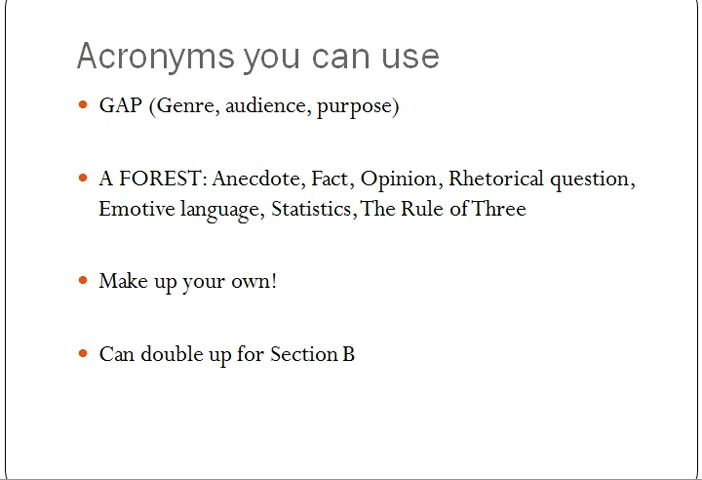 Acronyms you can use
• GAP (Genre, audience, purpose)
• A FOREST: Anecdote, Fact, Opinion, Rhetorical question,
Emotive language, Statistics, The Rule of Three
• Make up your own!
• Can double up for Section B